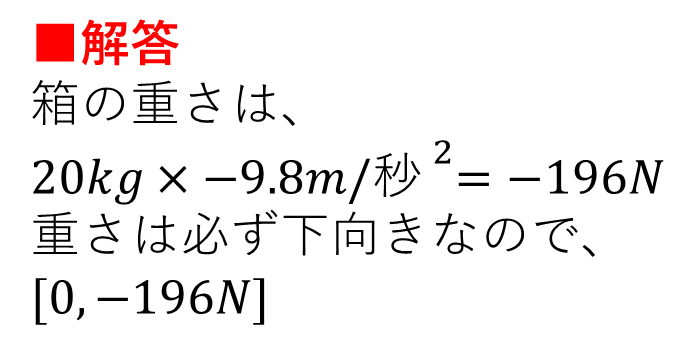 ■解答
箱の重さは、
20kg × −9.8m/秒²= −196N
重さは必ず下向きなので、
[0, −196N]